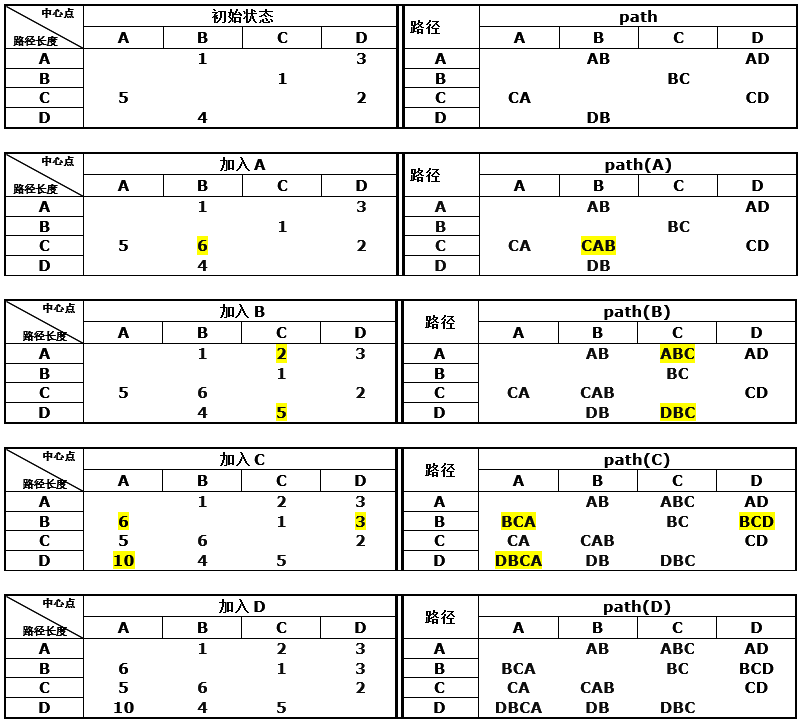 中心点 初始状态 路径 path
路径长度 A B C D A B C D
A 1 3 A AB AD
B 1 B BC
C 5 2 C CA CD
D 4 D DB
中心点 加入 A 路径 path(A)
路径长度 A B C D A B C D
A 1 3 A AB AD
B 1 B BC
C 5 6 2 C CA CAB CD
D 4 D DB
中心点 加入 B 路径 path(B)
路径长度 A B C D A B C D
A 1 2 3 A AB ABC AD
B 1 B BC
C 5 6 2 C CA CAB CD
D 4 5 D DB DBC
中心点 加入 C 路径 path(C)
路径长度 A B C D A B C D
A 1 2 3 A AB ABC AD
B 6 1 3 B BCA BC BCD
C 5 6 2 C CA CAB CD
D 10 4 5 D DBCA DB DBC
中心点 加入 D 路径 path(D)
路径长度 A B C D A B C D
A 1 2 3 A AB ABC AD
B 6 1 3 B BCA BC BCD
C 5 6 2 C CA CAB CD
D 10 4 5 D DBCA DB DBC